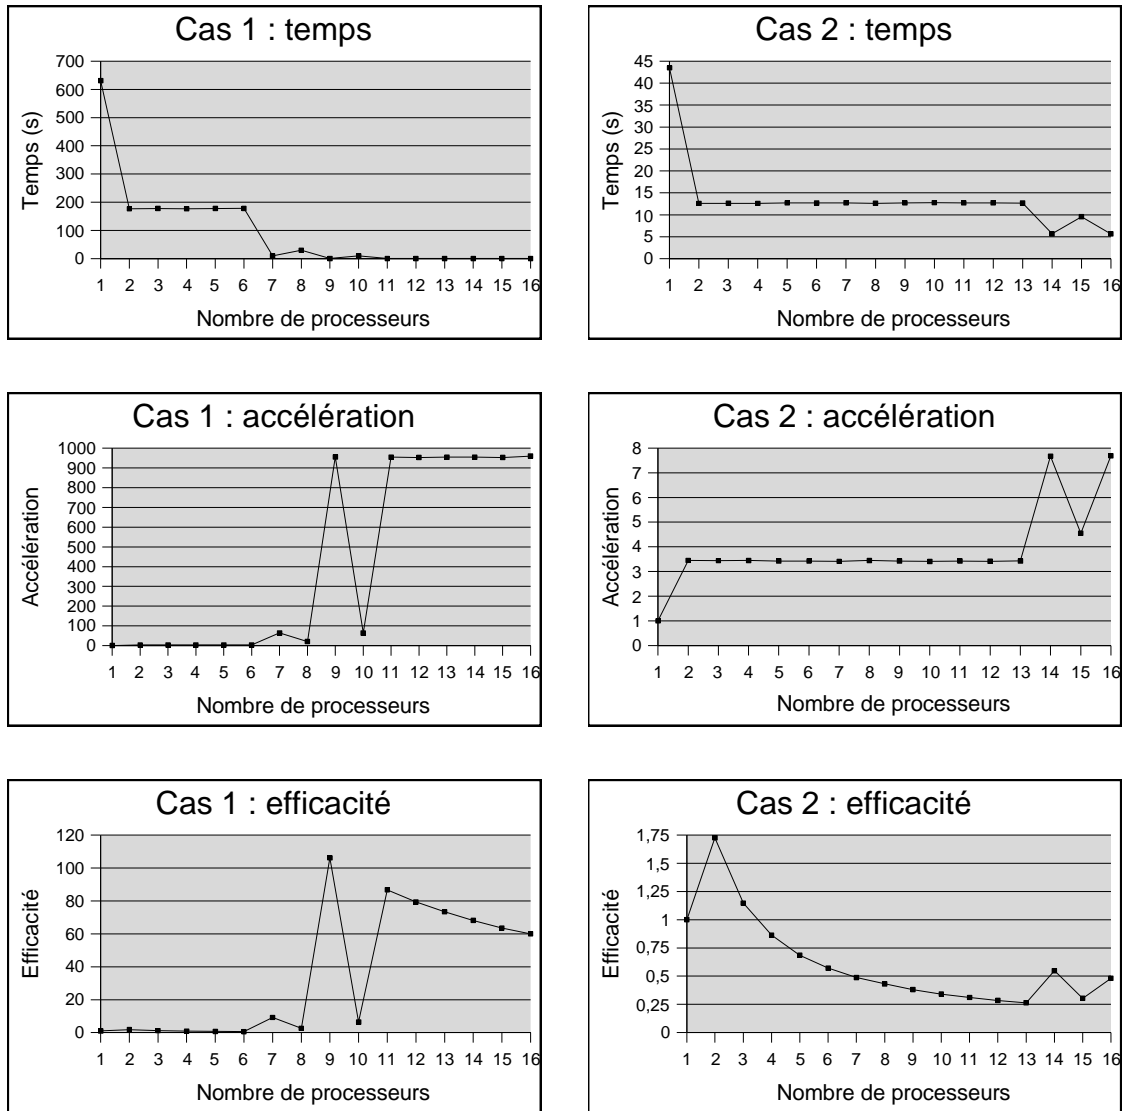 Cas 1 : temps
Temps (s)
700
600
500
400
300
200
100
0
1 2 3 4 5 6 7 8 9 10 11 12 13 14 15 16
Nombre de processeurs
Cas 2 : temps
Temps (s)
45
40
35
30
25
20
15
10
5
0
1 2 3 4 5 6 7 8 9 10 11 12 13 14 15 16
Nombre de processeurs
Cas 1 : accélération
Accélération
1000
900
800
700
600
500
400
300
200
100
0
1 2 3 4 5 6 7 8 9 10 11 12 13 14 15 16
Nombre de processeurs
Cas 2 : accélération
Accélération
8
7
6
5
4
3
2
1
0
1 2 3 4 5 6 7 8 9 10 11 12 13 14 15 16
Nombre de processeurs
Cas 1 : efficacité
Efficacité
120
100
80
60
40
20
0
1 2 3 4 5 6 7 8 9 10 11 12 13 14 15 16
Nombre de processeurs
Cas 2 : efficacité
Efficacité
1,75
1,5
1,25
1
0,75
0,5
0,25
0
1 2 3 4 5 6 7 8 9 10 11 12 13 14 15 16
Nombre de processeurs